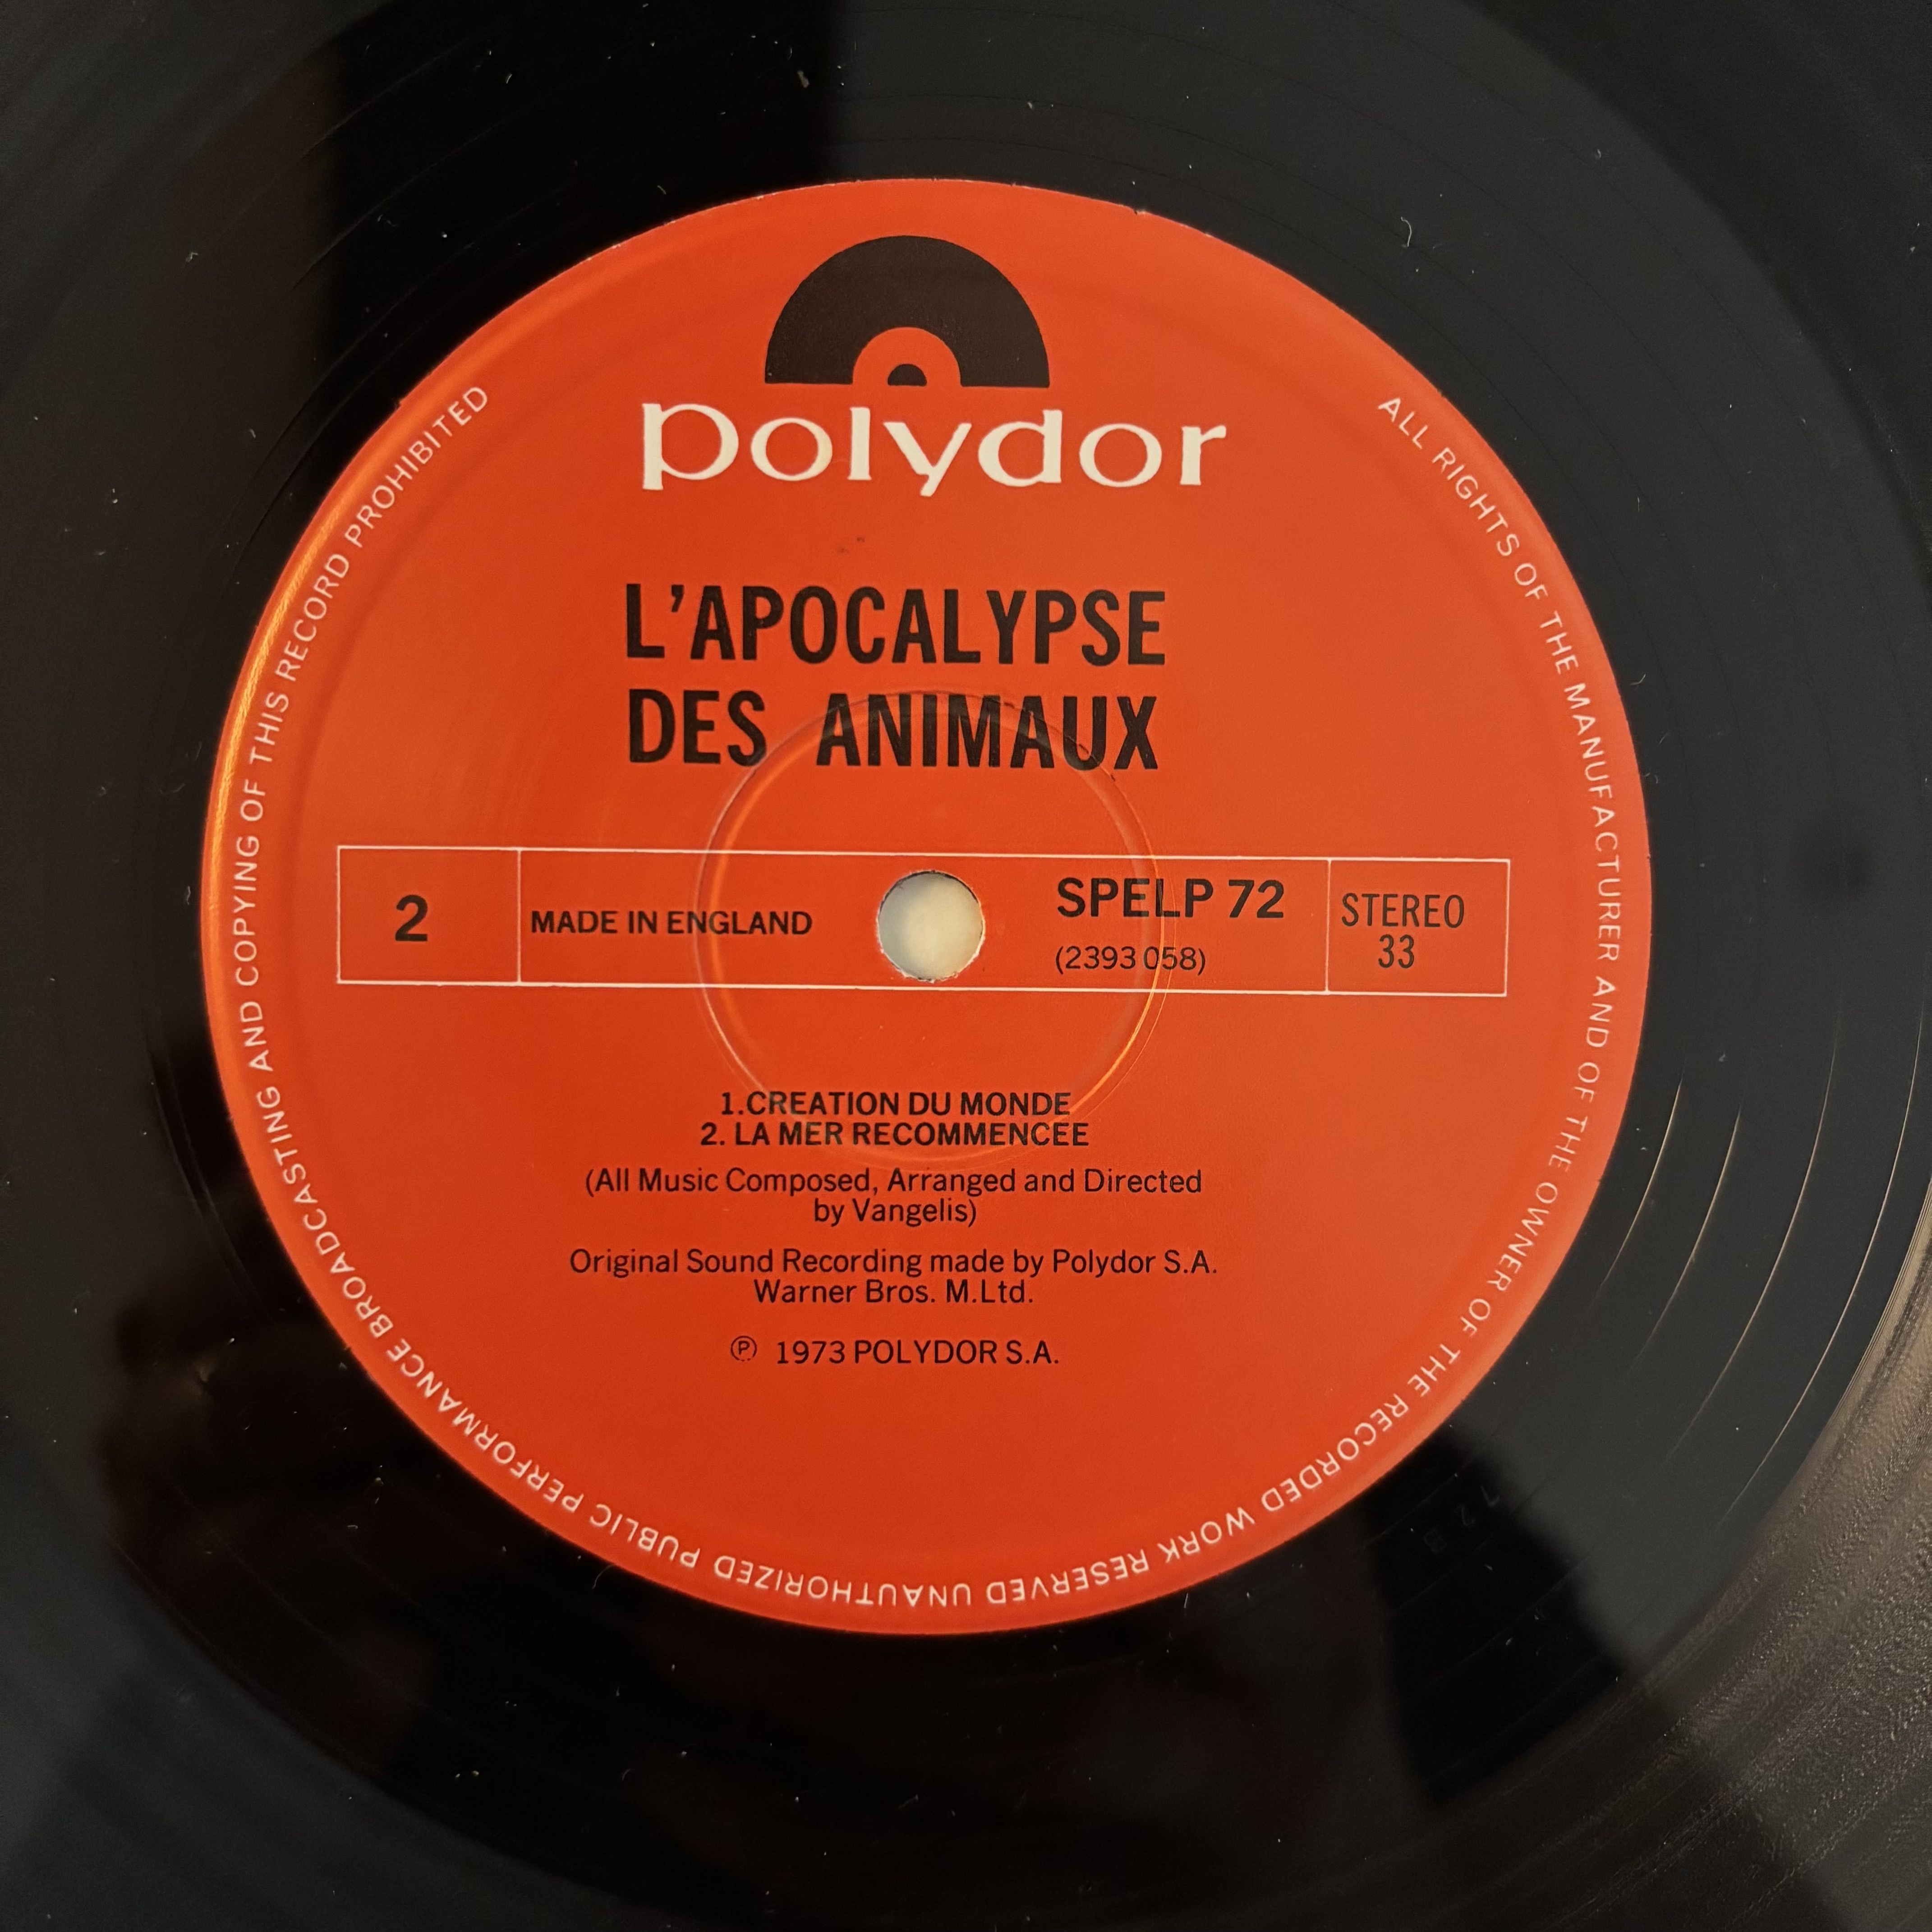 polydor
L'APOCALYPSE
DES ANIMAUX
2
MADE IN ENGLAND
SPELP 72
(2393 058)
STEREO
33
1.CREATION DU MONDE
2. LA MER RECOMMENCEE
(All Music Composed, Arranged and Directed
by Vangelis)
Original Sound Recording made by Polydor S.A.
Warner Bros. M.Ltd.
Ⓟ 1973 POLYDOR S.A.
ALL RIGHTS OF THE MANUFACTURER AND OF THE OWNER OF THE RECORDED WORK RESERVED UNAUTHORIZED PUBLIC PERFORMANCE BROADCASTING AND COPYING OF THIS RECORD PROHIBITED